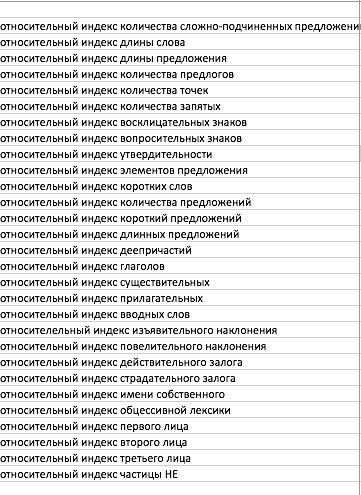 относительный индекс количества сложно-подчиненных предложени
относительный индекс длины слова
относительный индекс длины предложения
относительный индекс количества предлогов
относительный индекс количества точек
относительный индекс количества запятых
относительный индекс восклицательных знаков
относительный индекс вопросительных знаков
относительный индекс утвердительности
относительный индекс элементов предложения
относительный индекс коротких слов
относительный индекс количества предложений
относительный индекс короткий предложений
относительный индекс длинных предложений
относительный индекс деепричастий
относительный индекс глаголов
относительный индекс существительных
относительный индекс прилагательных
относительный индекс вводных слов
относителельный индекс изъявительного наклонения
относительный индекс повелительного наклонения
относительный индекс действительного залога
относительный индекс страдательного залога
относительный индекс имени собственного
относительный индекс общессивной лексики
относительный индекс первого лица
относительный индекс второго лица
относительный индекс третьего лица
относительный индекс частицы НЕ